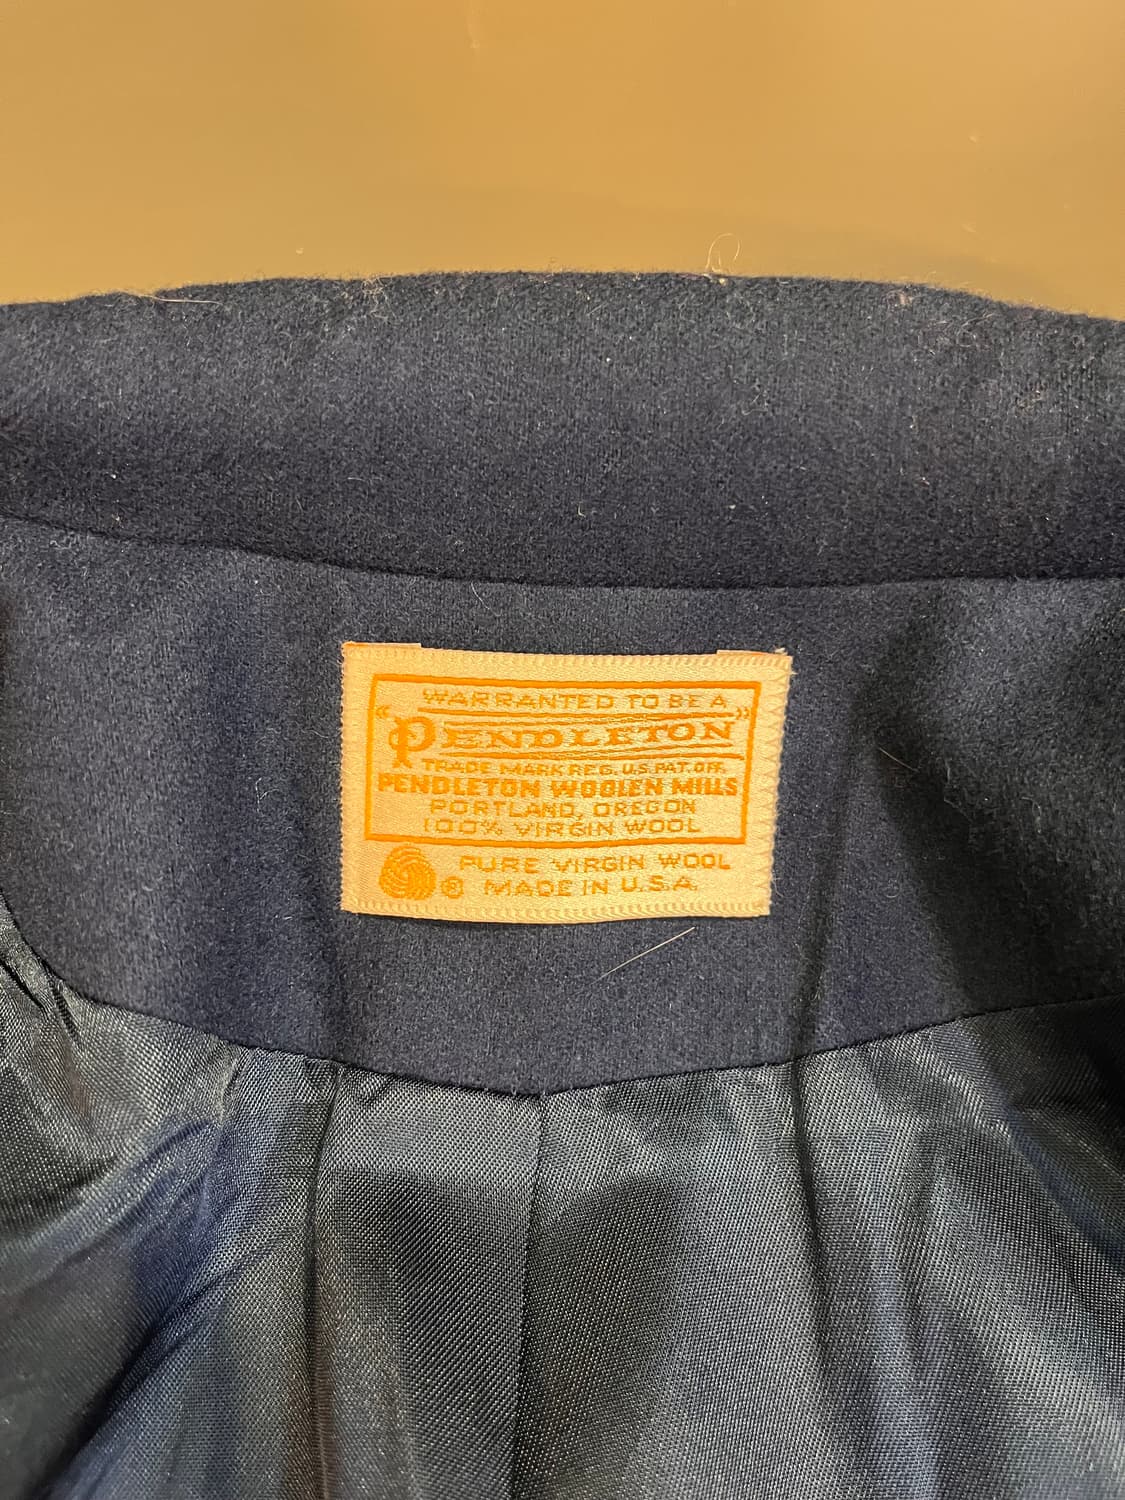 WARRANTED TO BE A
"PENDLETON"
TRADE MARK REG. U.S. PAT. OFF.
PENDLETON WOOLEN MILLS
PORTLAND, OREGON
100% VIRGIN WOOL
PURE VIRGIN WOOL
® MADE IN U.S.A.